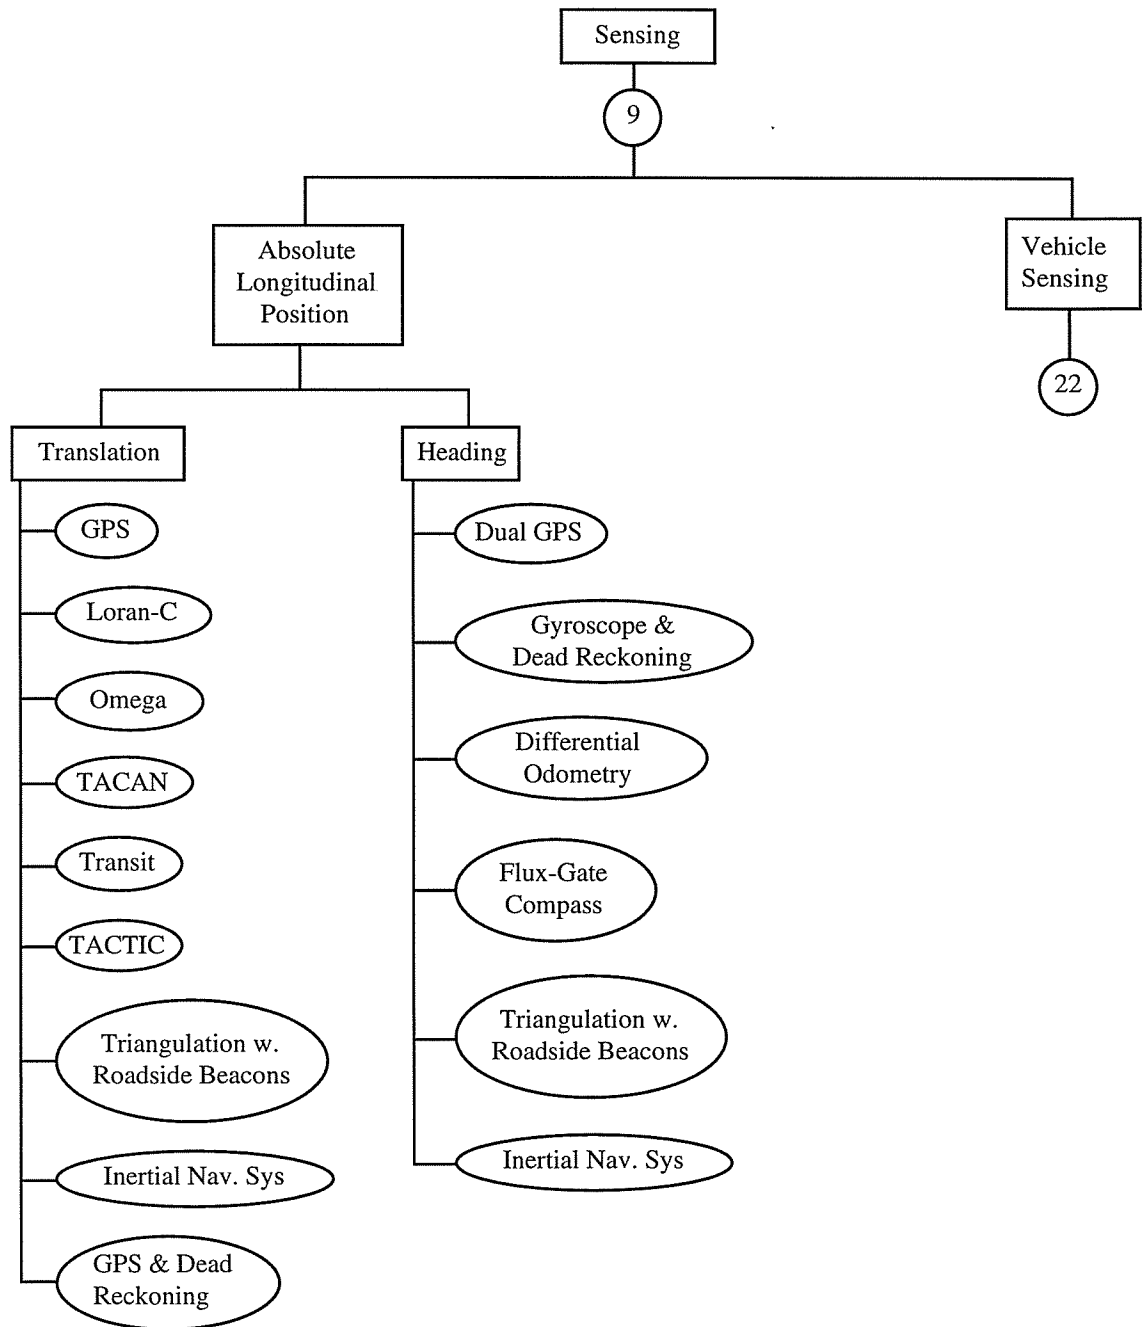 Sensing
9
Absolute
Longitudinal
Position
Vehicle
Sensing
22
Translation
Heading
GPS
Loran-C
Omega
TACAN
Transit
TACTIC
Triangulation w.
Roadside Beacons
Inertial Nav. Sys
GPS & Dead
Reckoning
Dual GPS
Gyroscope &
Dead Reckoning
Differential
Odometry
Flux-Gate
Compass
Triangulation w.
Roadside Beacons
Inertial Nav. Sys